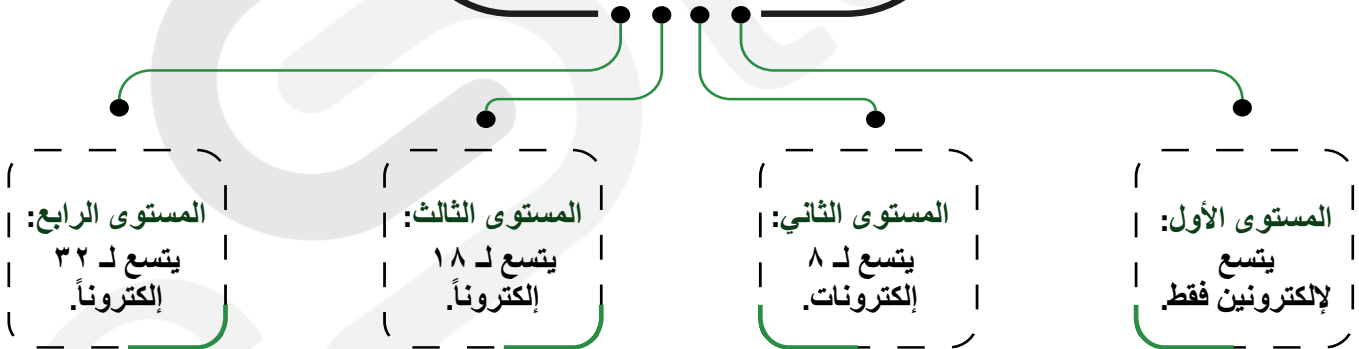 المستوى الأول:
يتسع
لإلكترونين فقط.
المستوى الثاني:
يتسع لـ ٨
إلكترونات.
المستوى الثالث:
يتسع لـ ١٨
إلكتروناً.
المستوى الرابع:
يتسع لـ ٣٢
إلكتروناً.